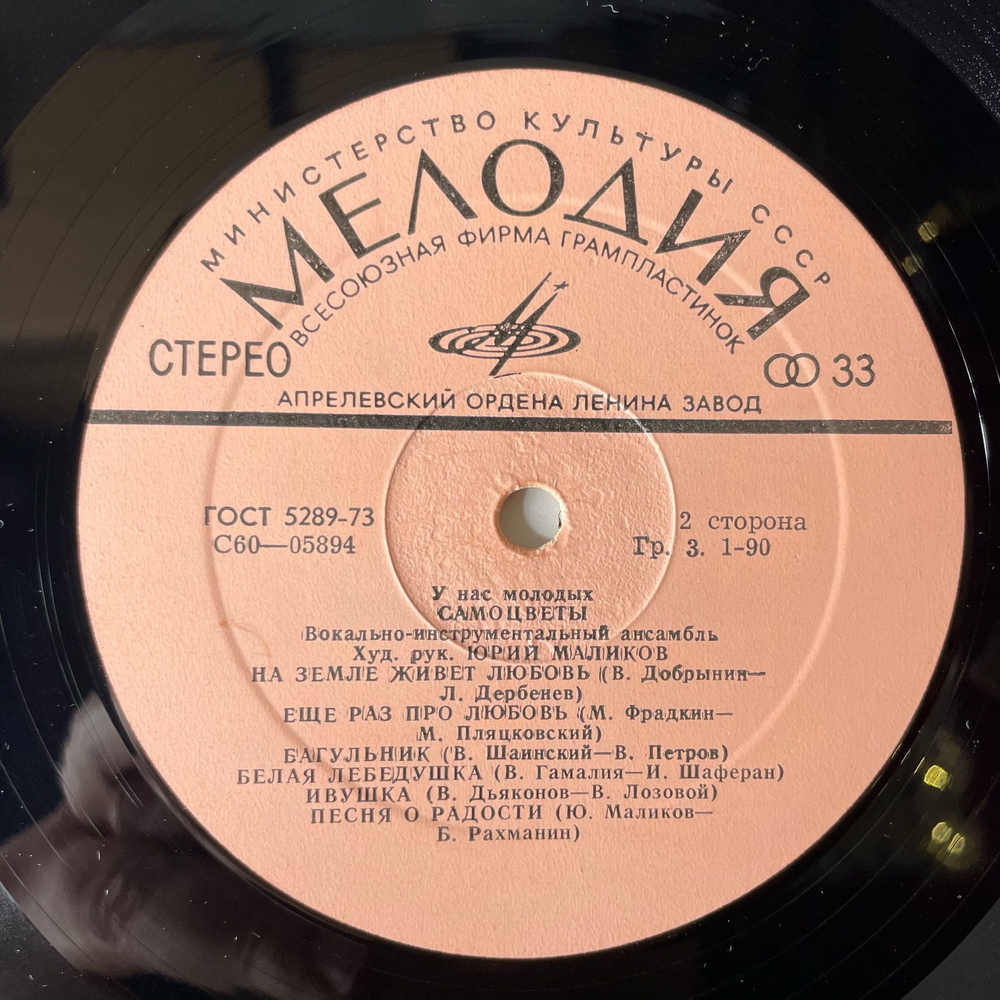 МИНИСТЕРСТВО КУЛЬТУРЫ СССР
МЕЛОДИЯ
ВСЕСОЮЗНАЯ ФИРМА ГРАМПЛАСТИНОК
СТЕРЕО
33
АПРЕЛЕВСКИЙ ОРДЕНА ЛЕНИНА ЗАВОД
ГОСТ 5289-73
С60—05894
2 сторона
Гр. 3. 1-90
У нас молодых
САМОЦВЕТЫ
Вокально-инструментальный ансамбль
Худ. рук. ЮРИЙ МАЛИКОВ
НА ЗЕМЛЕ ЖИВЕТ ЛЮБОВЬ (В. Добрынин—
Л. Дербенев)
ЕЩЕ РАЗ ПРО ЛЮБОВЬ (М. Фрадкин—
М. Пляцковский)
БАГУЛЬНИК (В. Шаинский—В. Петров)
БЕЛАЯ ЛЕБЕДУШКА (В. Гамалия—И. Шаферан)
ИВУШКА (В. Дьяконов—В. Лозовой)
ПЕСНЯ О РАДОСТИ (Ю. Маликов—
Б. Рахманин)